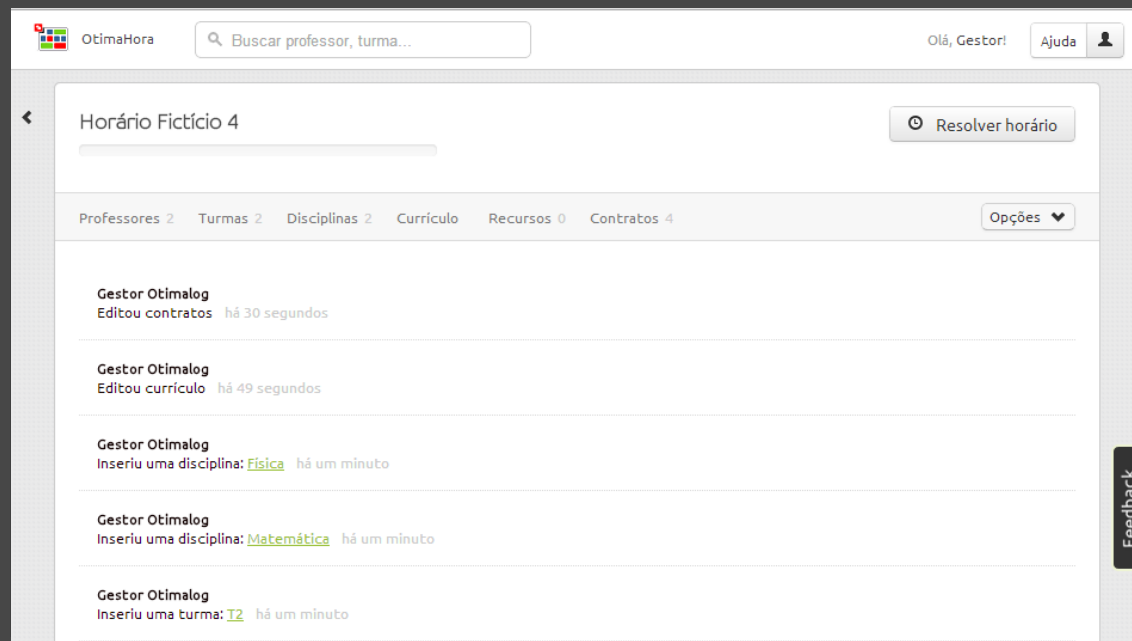 OtimaHora
Buscar professor, turma...
Olá, Gestor!
Ajuda
Horário Fictício 4
Resolver horário
Professores 2 Turmas 2 Disciplinas 2 Currículo Recursos 0 Contratos 4
Opções
Gestor Otimalog
Editou contratos há 30 segundos
Gestor Otimalog
Editou currículo há 49 segundos
Gestor Otimalog
Inseriu uma disciplina: Física há um minuto
Gestor Otimalog
Inseriu uma disciplina: Matemática há um minuto
Gestor Otimalog
Inseriu uma turma: T2 há um minuto
Feedback